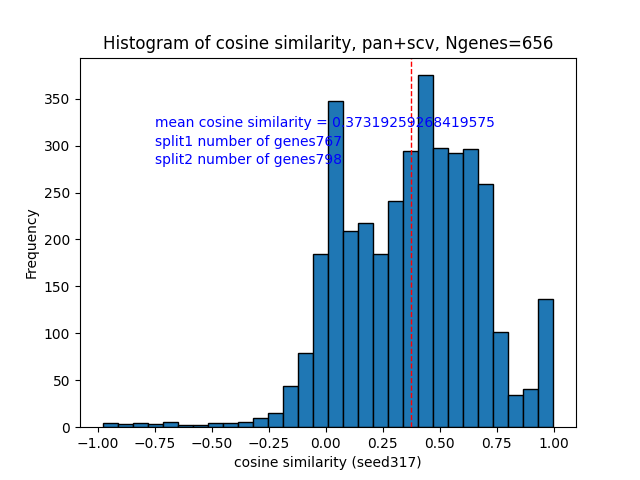 Histogram of cosine similarity, pan+scv, Ngenes=656
350
300
250
200
150
100
50
0
Frequency
mean cosine similarity = 0.37319259268419575
split1 number of genes767
split2 number of genes798
−1.00 −0.75 −0.50 −0.25 0.00 0.25 0.50 0.75 1.00
cosine similarity (seed317)